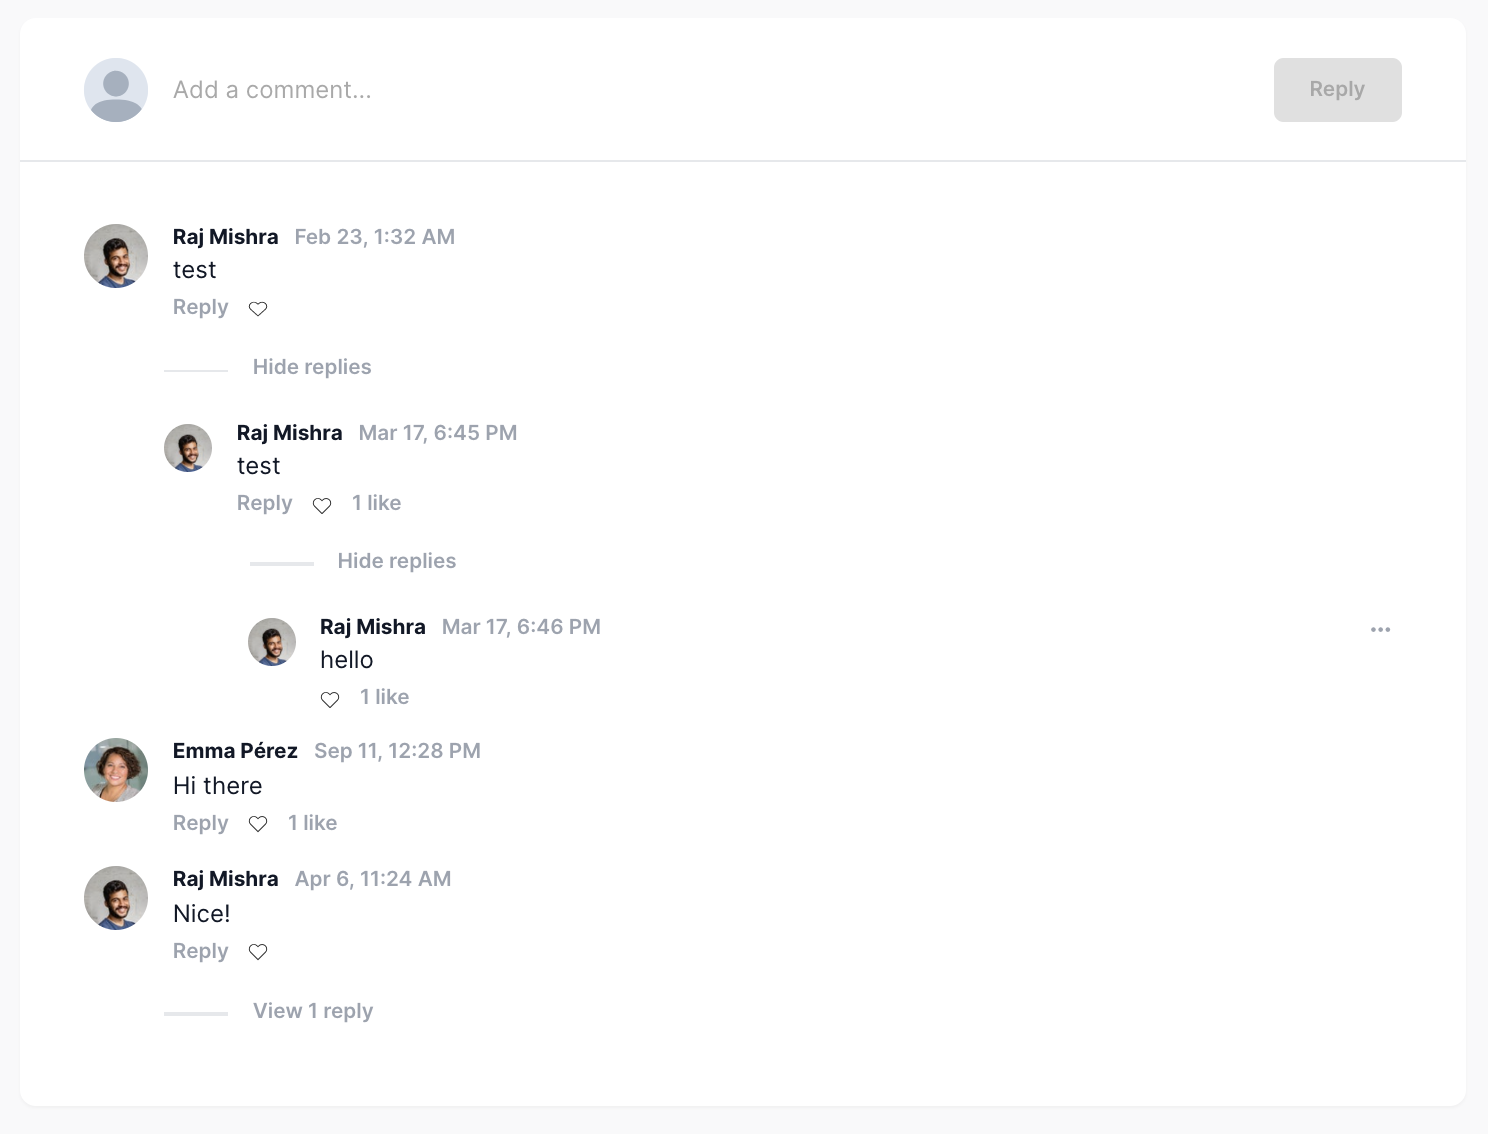 Add a comment...
Reply
Raj Mishra Feb 23, 1:32 AM
test
Reply
Hide replies
Raj Mishra Mar 17, 6:45 PM
test
Reply 1 like
Hide replies
Raj Mishra Mar 17, 6:46 PM
hello
1 like
Emma Pérez Sep 11, 12:28 PM
Hi there
Reply 1 like
Raj Mishra Apr 6, 11:24 AM
Nice!
Reply
View 1 reply